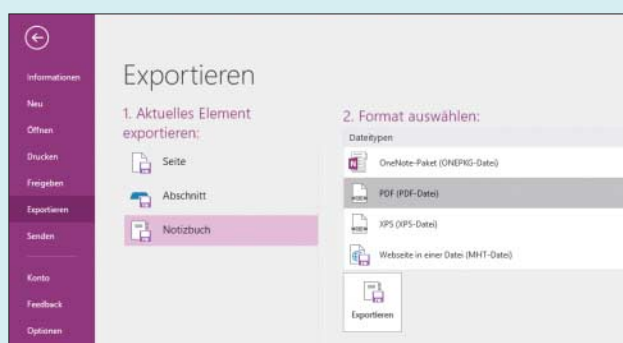 Informationen
Neu
Öffnen
Drucken
Freigeben
Exportieren
Senden
Konto
Feedback
Optionen
Exportieren
1. Aktuelles Element
exportieren:
Seite
Abschnitt
Notizbuch
2. Format auswählen:
Dateitypen
OneNote-Paket (ONEPKG-Datei)
PDF (PDF-Datei)
XPS (XPS-Datei)
Webseite in einer Datei (MHT-Datei)
Exportieren